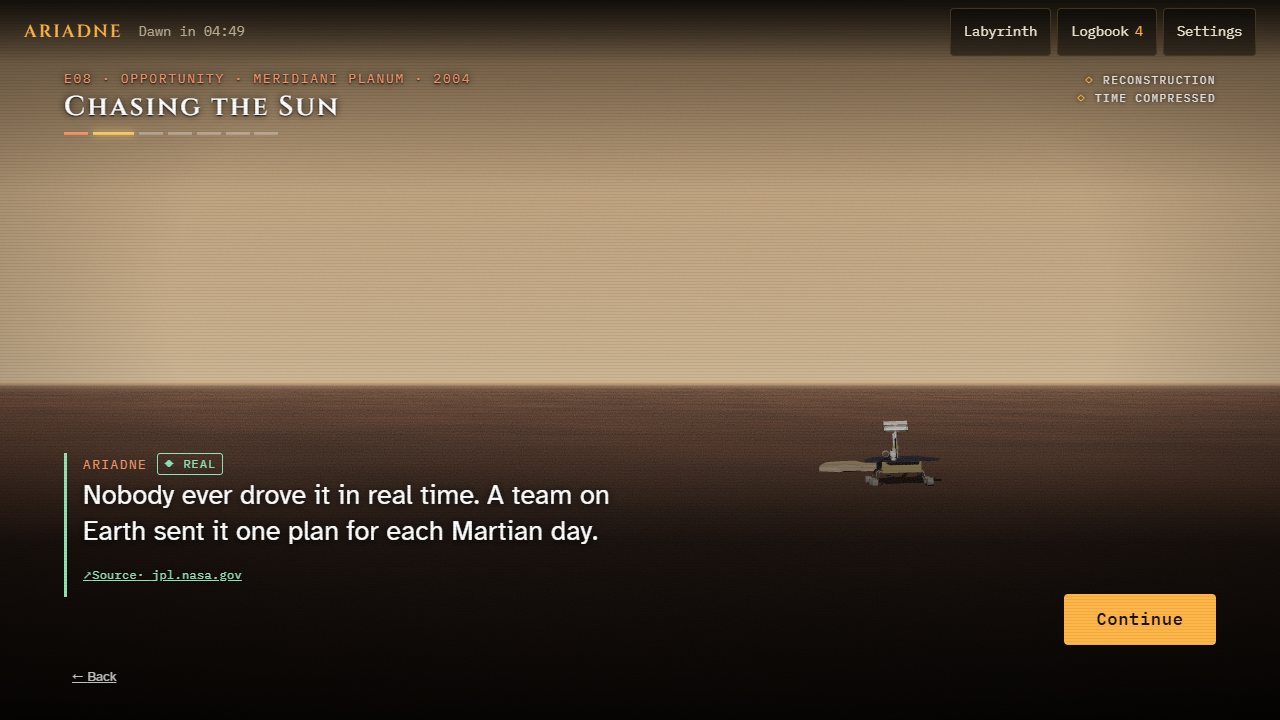 ARIADNE Dawn in 04:49 Labyrinth Logbook 4 Settings
E08 · OPPORTUNITY · MERIDIANI PLANUM · 2004
Chasing the Sun
◇ RECONSTRUCTION
◇ TIME COMPRESSED
ARIADNE ◆ REAL
Nobody ever drove it in real time. A team on
Earth sent it one plan for each Martian day.
↗Source· jpl.nasa.gov
Continue
← Back